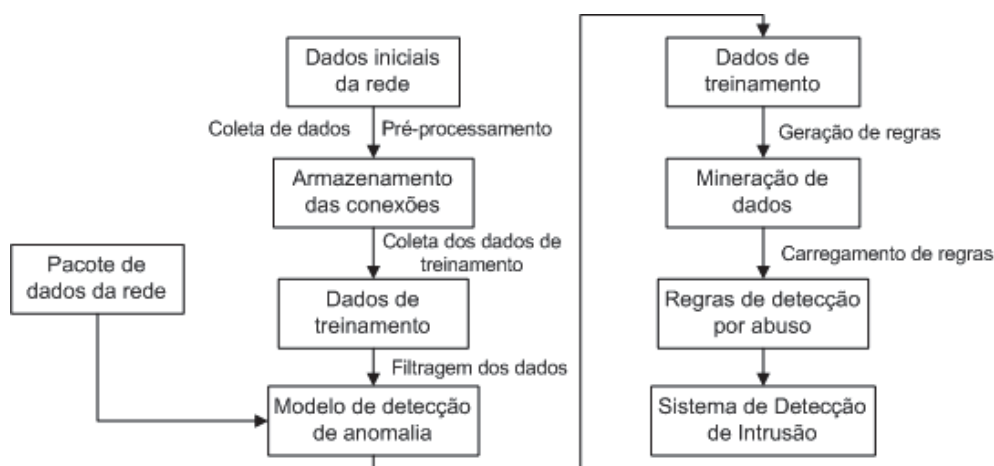 Dados iniciais
da rede
Coleta de dados
Pré-processamento
Armazenamento
das conexões
Coleta dos dados de
treinamento
Pacote de
dados da rede
Dados de
treinamento
Filtragem dos dados
Modelo de detecção
de anomalia
Dados de
treinamento
Geração de regras
Mineração de
dados
Carregamento de regras
Regras de detecção
por abuso
Sistema de Detecção
de Intrusão